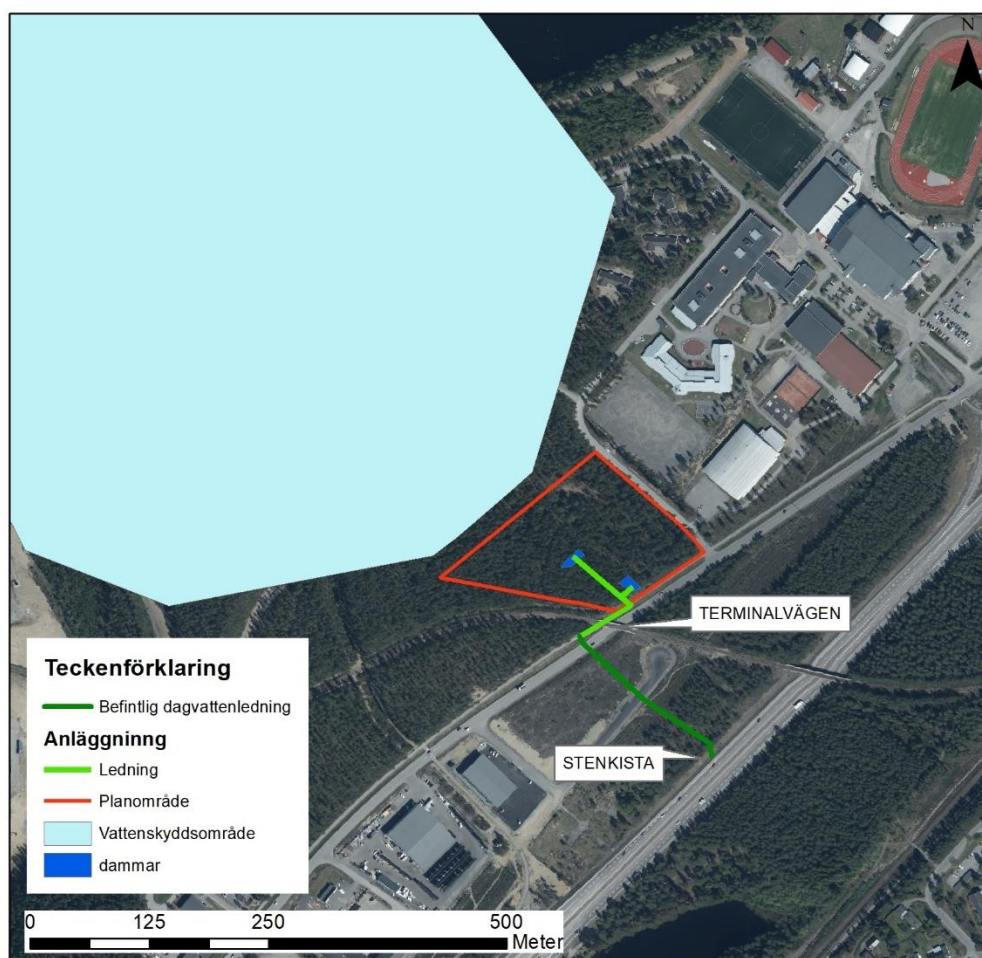 N
TERMINALVÄGEN
STENKISTA
Teckenförklaring
Befintlig dagvattenledning
Anläggninng
Ledning
Planområde
Vattenskyddsområde
dammar
0 125 250 500
Meter